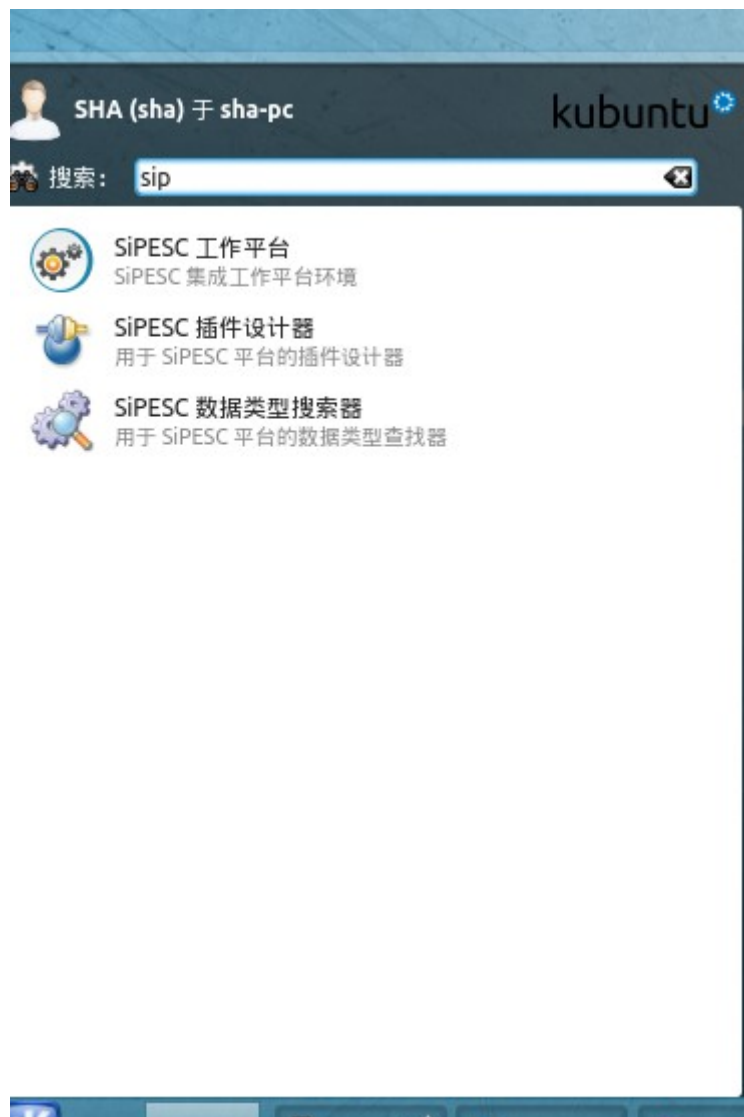 SHA (sha) 于 sha-pc
kubuntu
搜索：
sip
SiPESC 工作平台
SiPESC 集成工作平台环境
SiPESC 插件设计器
用于 SiPESC 平台的插件设计器
SiPESC 数据类型搜索器
用于 SiPESC 平台的数据类型查找器